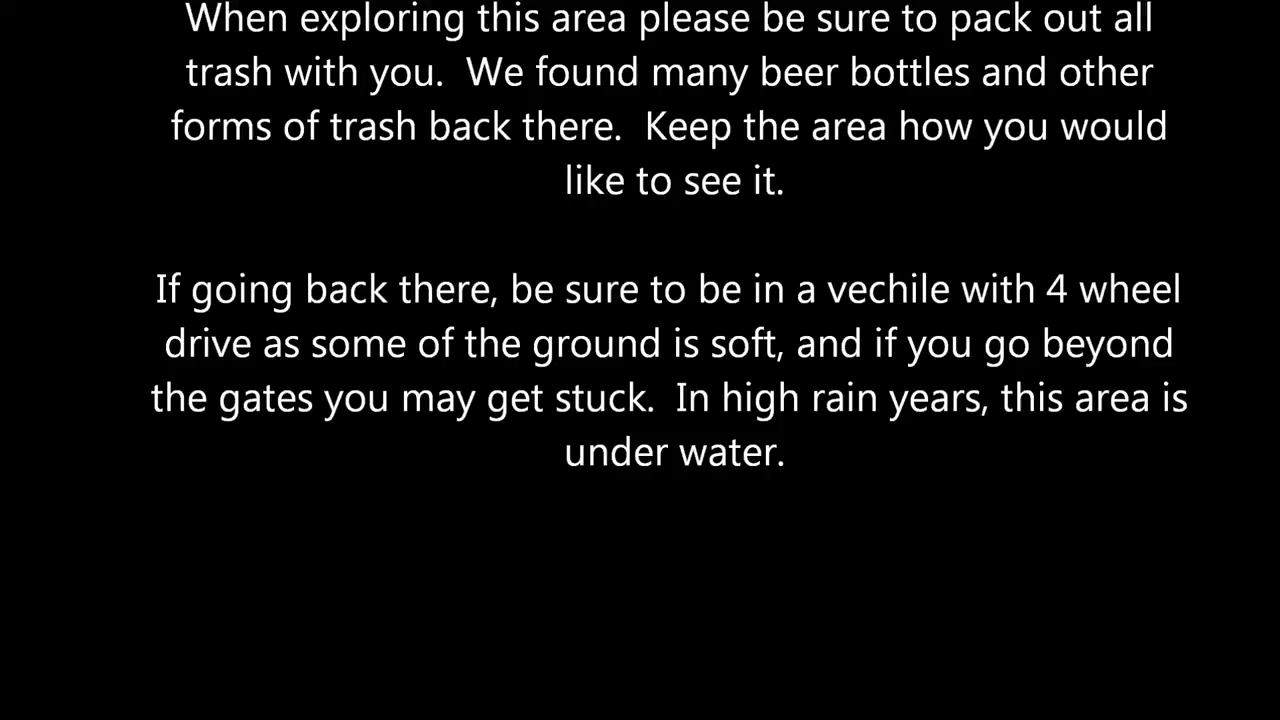 When exploring this area please be sure to pack out all
trash with you.  We found many beer bottles and other
forms of trash back there.  Keep the area how you would
like to see it.
If going back there, be sure to be in a vechile with 4 wheel
drive as some of the ground is soft, and if you go beyond
the gates you may get stuck.  In high rain years, this area is
under water.